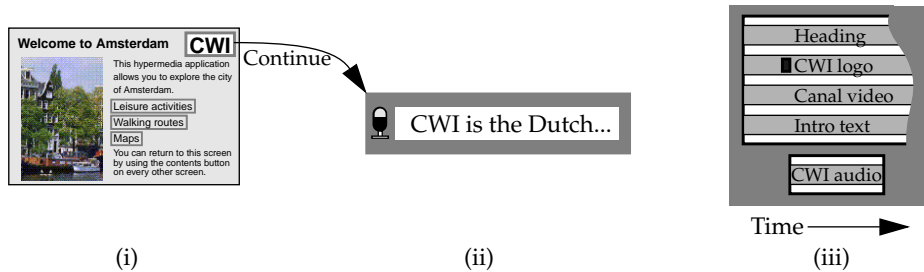 Welcome to Amsterdam
CWI
This hypermedia application
allows you to explore the city
of Amsterdam.
Leisure activities
Walking routes
Maps
You can return to this screen
by using the contents button
on every other screen.
Continue
CWI is the Dutch...
Heading
CWI logo
Canal video
Intro text
CWI audio
Time
(i)
(ii)
(iii)